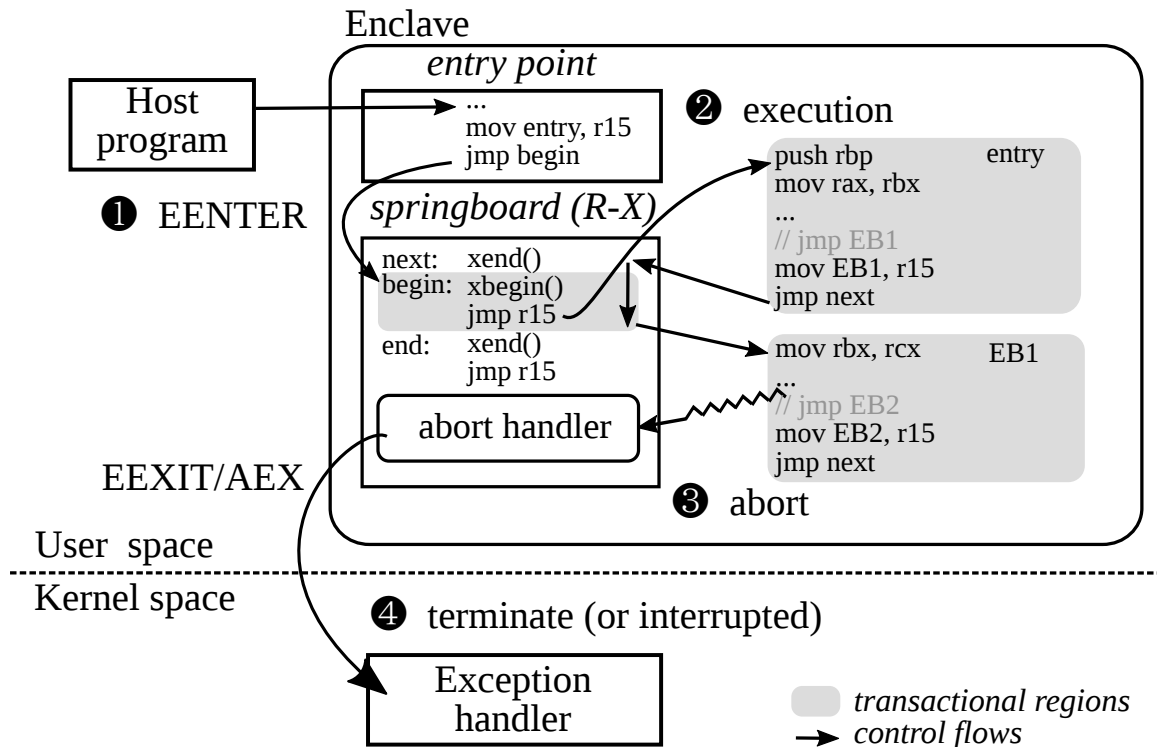 Enclave
entry point
Host
program
...
mov entry, r15
jmp begin
❶ EENTER
springboard (R-X)
next: xend()
begin: xbegin()
jmp r15
end: xend()
jmp r15
abort handler
❷ execution
push rbp entry
mov rax, rbx
...
// jmp EB1
mov EB1, r15
jmp next
mov rbx, rcx EB1
...
// jmp EB2
mov EB2, r15
jmp next
❸ abort
EEXIT/AEX
User space
Kernel space
❹ terminate (or interrupted)
Exception
handler
transactional regions
control flows